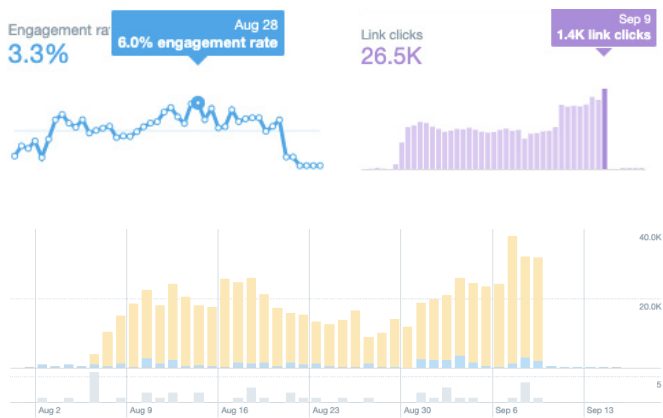 Engagement ra
3.3%
Aug 28
6.0% engagement rate
Link clicks
26.5K
Sep 9
1.4K link clicks
40.0K
20.0K
5
Aug 2 Aug 9 Aug 16 Aug 23 Aug 30 Sep 6 Sep 13